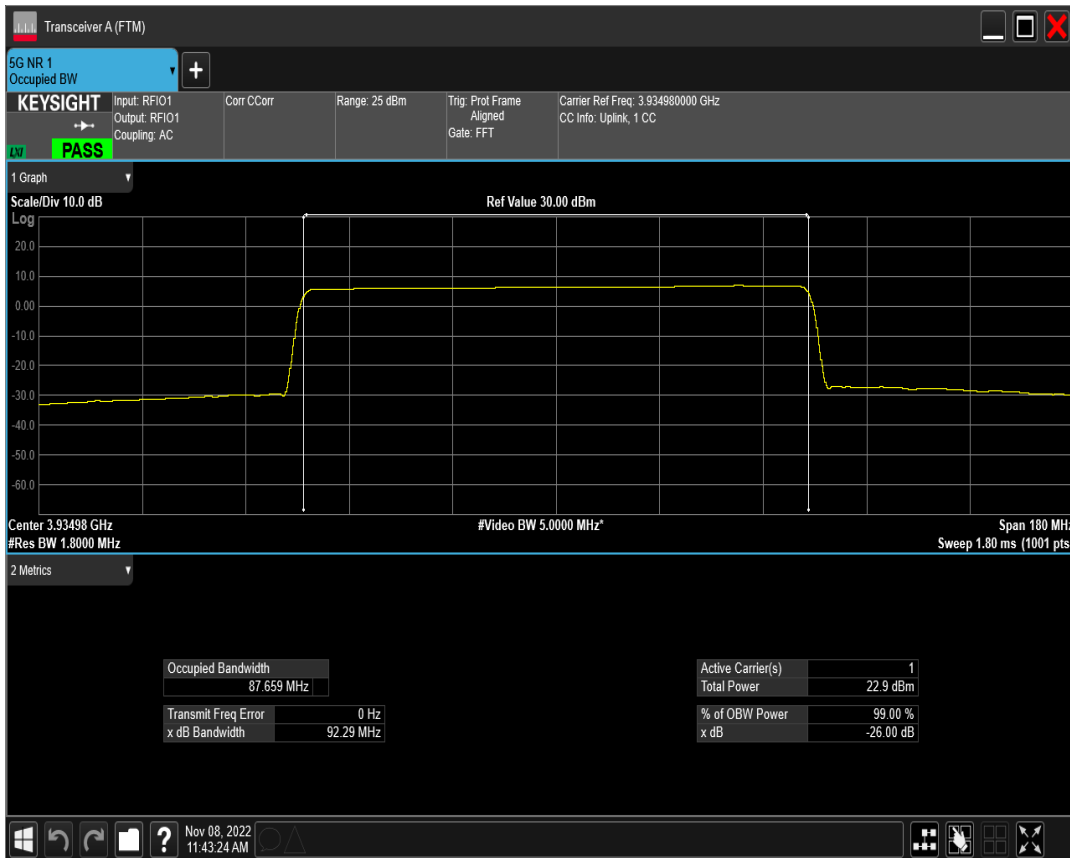 Transceiver A (FTM)
5G NR 1
Occupied BW
+
KEYSIGHT
LXI
PASS
Input: RFIO1
Output: RFIO1
Coupling: AC
Corr CCorr
Range: 25 dBm
Trig: Prot Frame
Aligned
Gate: FFT
Carrier Ref Freq: 3.934980000 GHz
CC Info: Uplink, 1 CC
1 Graph
Scale/Div 10.0 dB
Ref Value 30.00 dBm
Log
20.0
10.0
0.00
-10.0
-20.0
-30.0
-40.0
-50.0
-60.0
Center 3.93498 GHz
#Video BW 5.0000 MHz*
Span 180 MHz
#Res BW 1.8000 MHz
Sweep 1.80 ms (1001 pts
2 Metrics
Occupied Bandwidth
87.659 MHz
Transmit Freq Error 0 Hz
x dB Bandwidth 92.29 MHz
Active Carrier(s) 1
Total Power 22.9 dBm
% of OBW Power 99.00 %
x dB -26.00 dB
?
Nov 08, 2022
11:43:24 AM